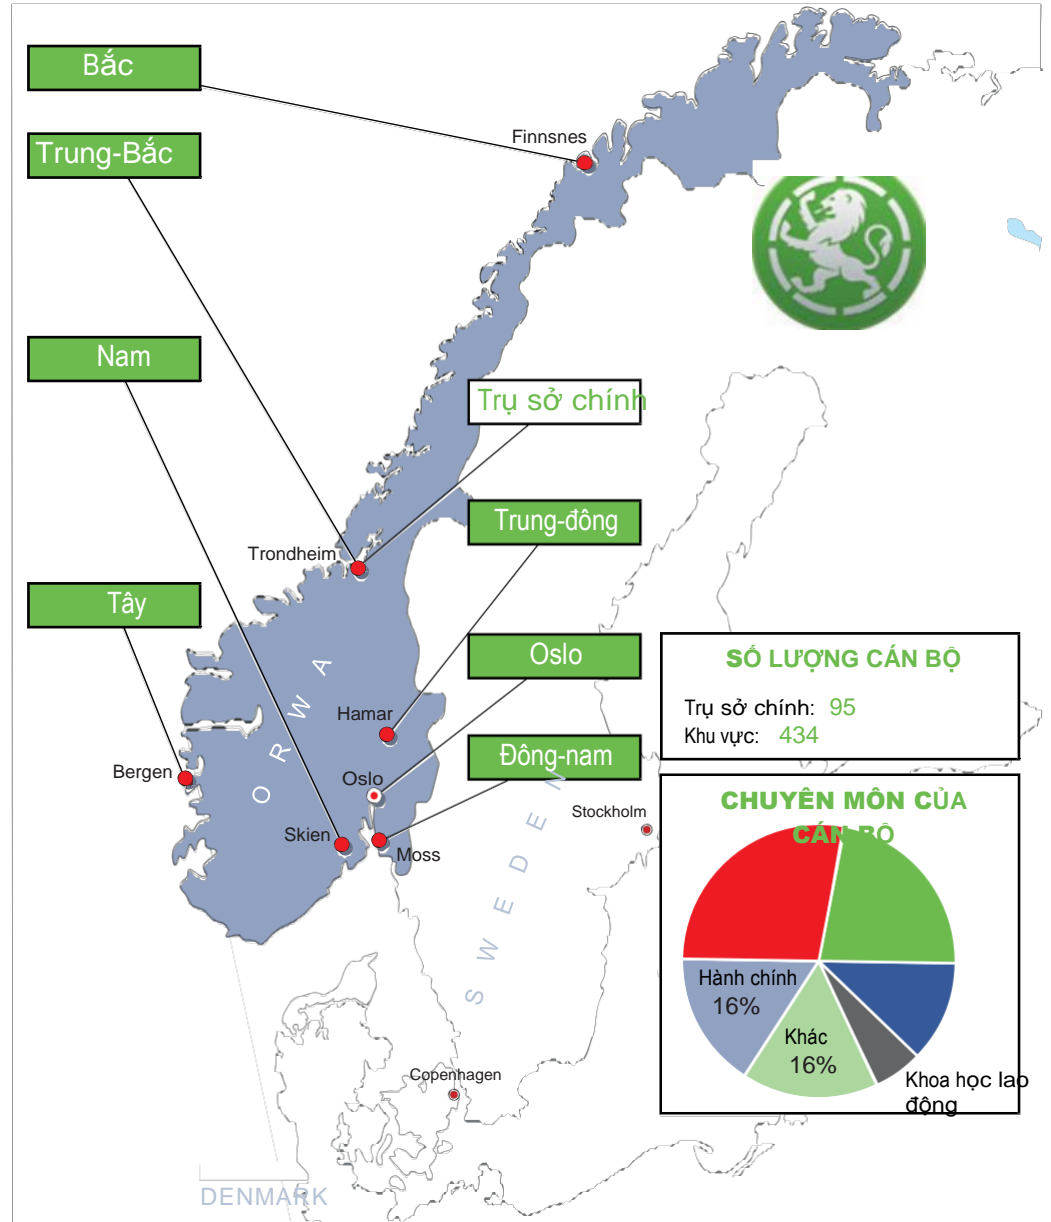 Bắc
Finnsnes
Trung-Bắc
Nam
Trụ sở chính
Trung-đông
Trondheim
Tây
Oslo
SỐ LƯỢNG CÁN BỘ
Trụ sở chính: 95
Khu vực: 434
Hamar
Đông-nam
Bergen
Oslo
ORWA
Skien
Moss
Stockholm
SWEDEN
CHUYÊN MÔN CỦA
CÁN BỘ
Hành chính
16%
Khác
16%
Khoa học lao
động
Copenhagen
DENMARK